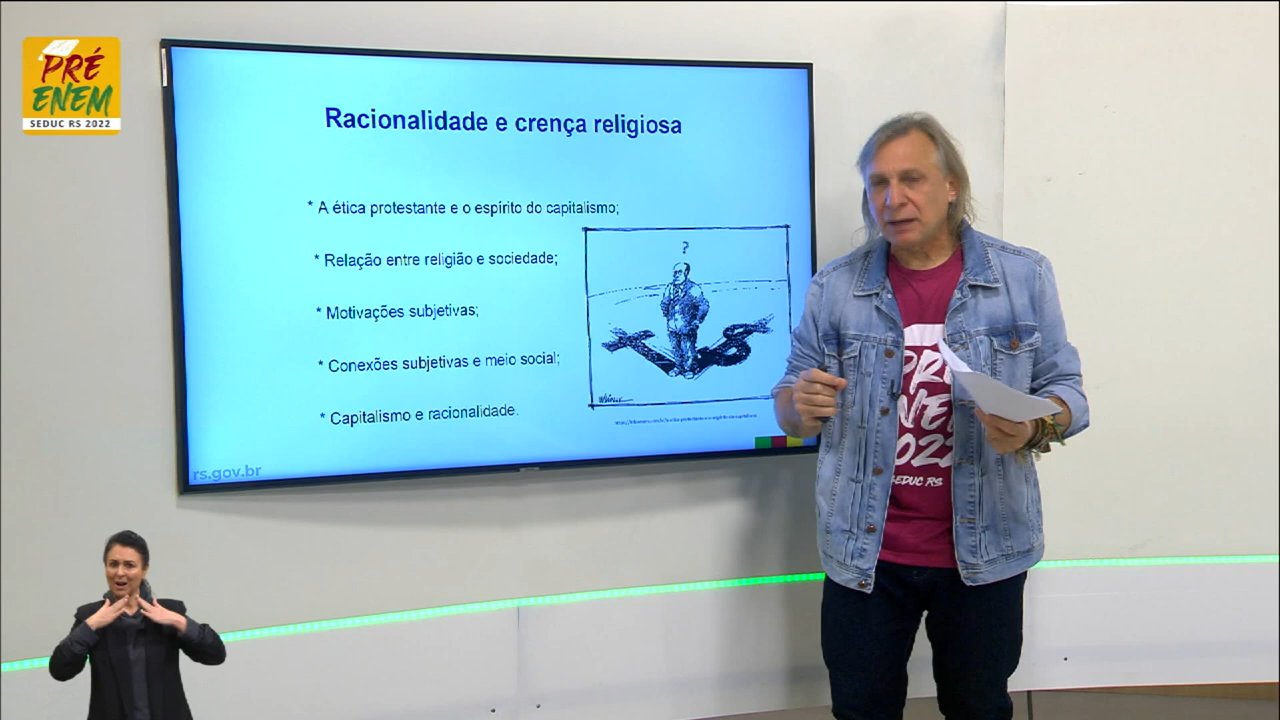 PRÉ
ENEM
SEDUC RS 2022
Racionalidade e crença religiosa
* A ética protestante e o espírito do capitalismo;
* Relação entre religião e sociedade;
* Motivações subjetivas;
* Conexões subjetivas e meio social;
* Capitalismo e racionalidade.
?
rs.gov.br
PRÉ
ENEM
2022
SEDUC RS